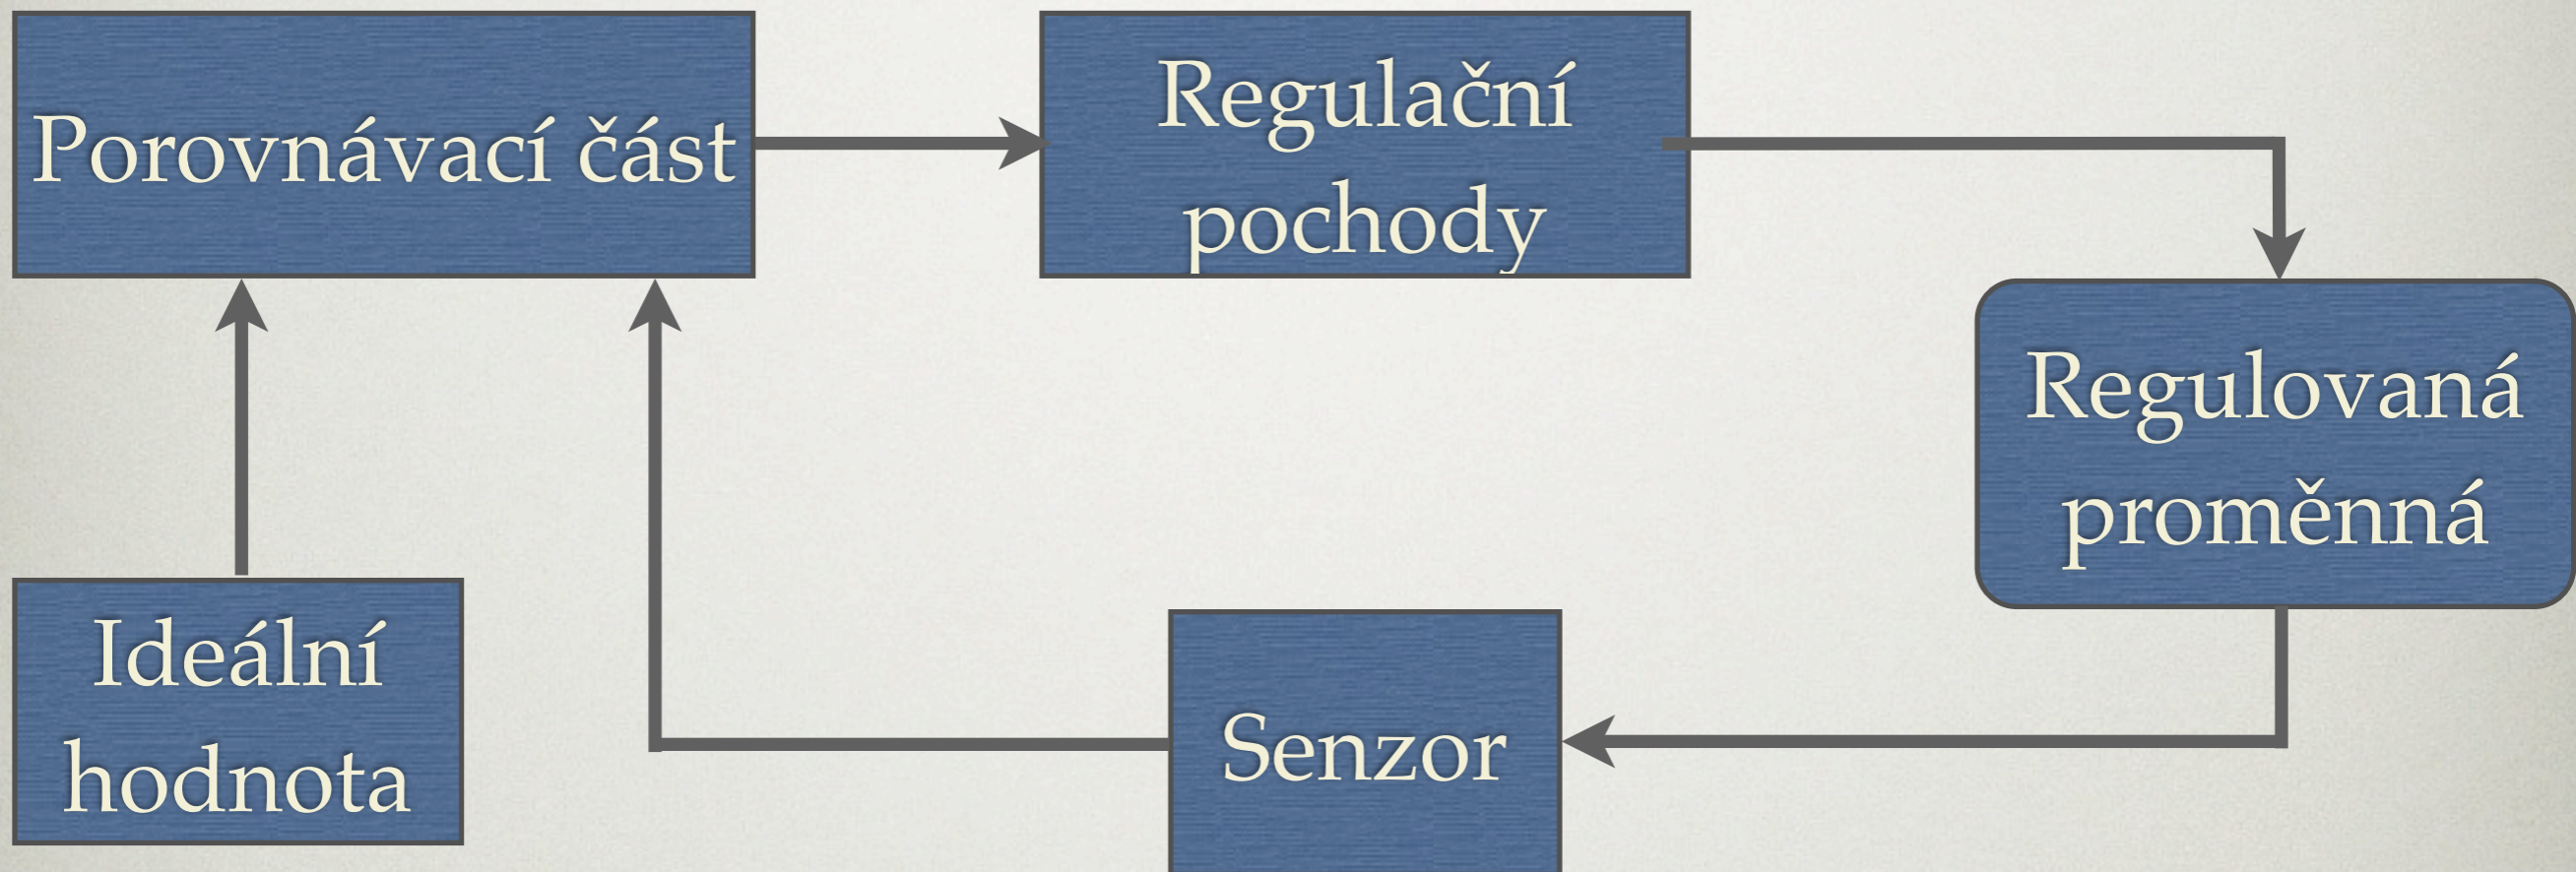 Porovnávací část
Regulační
pochody
Regulovaná
proměnná
Ideální
hodnota
Senzor